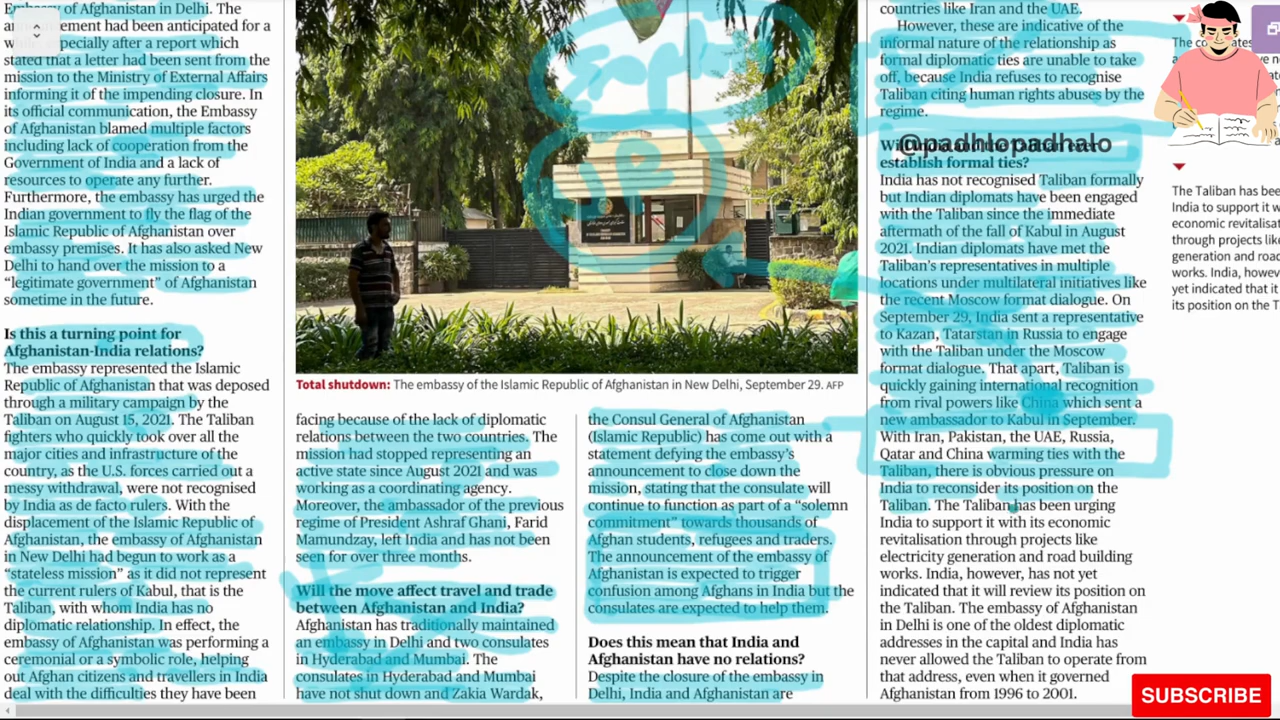 Embassy of Afghanistan in Delhi. The
announcement had been anticipated for a
while, especially after a report which
stated that a letter had been sent from the
mission to the Ministry of External Affairs
informing it of the impending closure. In
its official communication, the Embassy
of Afghanistan blamed multiple factors
including lack of cooperation from the
Government of India and a lack of
resources to operate any further.
Furthermore, the embassy has urged the
Indian government to fly the flag of the
Islamic Republic of Afghanistan over
embassy premises. It has also asked New
Delhi to hand over the mission to a
“legitimate government” of Afghanistan
sometime in the future.
Is this a turning point for
Afghanistan-India relations?
The embassy represented the Islamic
Republic of Afghanistan that was deposed
through a military campaign by the
Taliban on August 15, 2021. The Taliban
fighters who quickly took over all the
major cities and infrastructure of the
country, as the U.S. forces carried out a
messy withdrawal, were not recognised
by India as de facto rulers. With the
displacement of the Islamic Republic of
Afghanistan, the embassy of Afghanistan
in New Delhi had begun to work as a
“stateless mission” as it did not represent
the current rulers of Kabul, that is the
Taliban, with whom India has no
diplomatic relationship. In effect, the
embassy of Afghanistan was performing a
ceremonial or a symbolic role, helping
out Afghan citizens and travellers in India
deal with the difficulties they have been
Total shutdown: The embassy of the Islamic Republic of Afghanistan in New Delhi, September 29. AFP
facing because of the lack of diplomatic
relations between the two countries. The
mission had stopped representing an
active state since August 2021 and was
working as a coordinating agency.
Moreover, the ambassador of the previous
regime of President Ashraf Ghani, Farid
Mamundzay, left India and has not been
seen for over three months.
Will the move affect travel and trade
between Afghanistan and India?
Afghanistan has traditionally maintained
an embassy in Delhi and two consulates
in Hyderabad and Mumbai. The
consulates in Hyderabad and Mumbai
have not shut down and Zakia Wardak,
the Consul General of Afghanistan
(Islamic Republic) has come out with a
statement defying the embassy’s
announcement to close down the
mission, stating that the consulate will
continue to function as part of a “solemn
commitment” towards thousands of
Afghan students, refugees and traders.
The announcement of the embassy of
Afghanistan is expected to trigger
confusion among Afghans in India but the
consulates are expected to help them.
Does this mean that India and
Afghanistan have no relations?
Despite the closure of the embassy in
Delhi, India and Afghanistan are
countries like Iran and the UAE.
However, these are indicative of the
informal nature of the relationship as
formal diplomatic ties are unable to take
off, because India refuses to recognise
Taliban citing human rights abuses by the
regime.
@padhopadhalo
establish formal ties?
India has not recognised Taliban formally
but Indian diplomats have been engaged
with the Taliban since the immediate
aftermath of the fall of Kabul in August
2021. Indian diplomats have met the
Taliban’s representatives in multiple
locations under multilateral initiatives like
the recent Moscow format dialogue. On
September 29, India sent a representative
to Kazan, Tatarstan in Russia to engage
with the Taliban under the Moscow
format dialogue. That apart, Taliban is
quickly gaining international recognition
from rival powers like China which sent a
new ambassador to Kabul in September.
With Iran, Pakistan, the UAE, Russia,
Qatar and China warming ties with the
Taliban, there is obvious pressure on
India to reconsider its position on the
Taliban. The Taliban has been urging
India to support it with its economic
revitalisation through projects like
electricity generation and road building
works. India, however, has not yet
indicated that it will review its position on
the Taliban. The embassy of Afghanistan
in Delhi is one of the oldest diplomatic
addresses in the capital and India has
never allowed the Taliban to operate from
that address, even when it governed
Afghanistan from 1996 to 2001.
The Taliban has been
India to support it w
economic revitalisat
through projects like
generation and road
works. India, howev
yet indicated that it
its position on the T
SUBSCRIBE